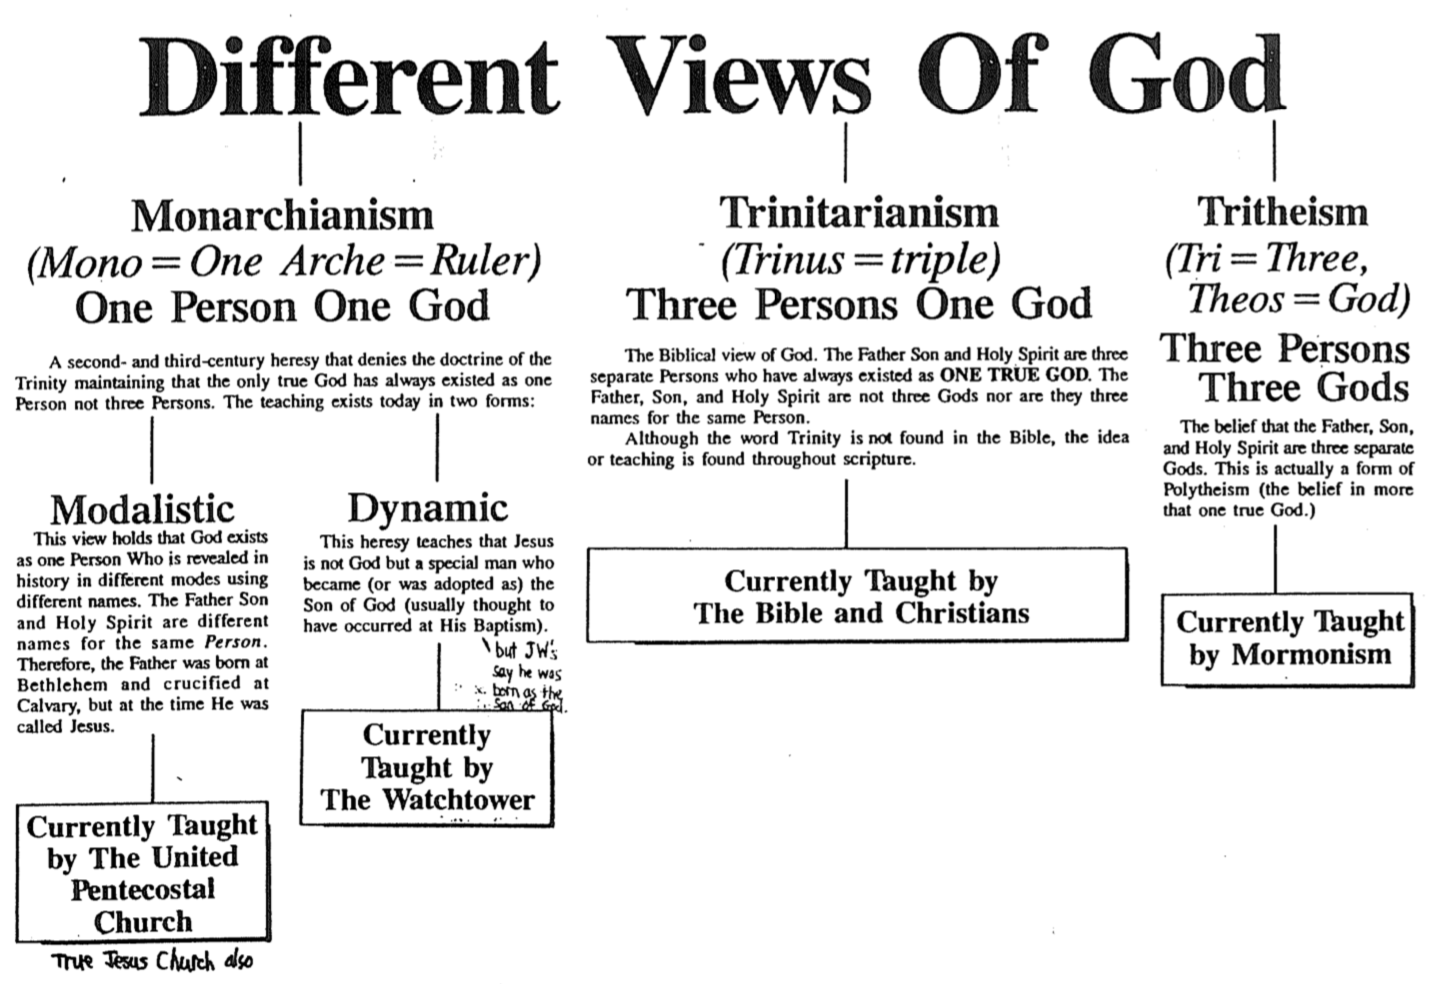 Different Views Of God
Monarchianism
(Mono = One Arche = Ruler)
One Person One God
A second- and third-century heresy that denies the doctrine of the
Trinity maintaining that the only true God has always existed as one
Person not three Persons. The teaching exists today in two forms:
Modalistic
This view holds that God exists
as one Person Who is revealed in
history in different modes using
different names. The Father Son
and Holy Spirit are different
names for the same Person.
Therefore, the Father was born at
Bethlehem and crucified at
Calvary, but at the time He was
called Jesus.
Currently Taught
by The United
Pentecostal
Church
True Jesus Church also
Dynamic
This heresy teaches that Jesus
is not God but a special man who
became (or was adopted as) the
Son of God (usually thought to
have occurred at His Baptism).
but JW's
say he was
born as the
Son of God.
Currently
Taught by
The Watchtower
Trinitarianism
(Trinus = triple)
Three Persons One God
The Biblical view of God. The Father Son and Holy Spirit are three
separate Persons who have always existed as ONE TRUE GOD. The
Father, Son, and Holy Spirit are not three Gods nor are they three
names for the same Person.
Although the word Trinity is not found in the Bible, the idea
or teaching is found throughout scripture.
Currently Taught by
The Bible and Christians
Tritheism
(Tri = Three,
Theos = God)
Three Persons
Three Gods
The belief that the Father, Son,
and Holy Spirit are three separate
Gods. This is actually a form of
Polytheism (the belief in more
that one true God.)
Currently Taught
by Mormonism